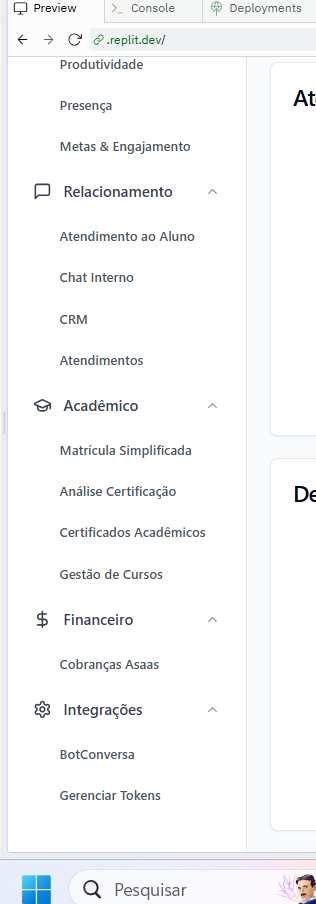 Preview
Console
Deployments
.replit.dev/
Produtividade
Presença
Metas & Engajamento
Relacionamento
Atendimento ao Aluno
Chat Interno
CRM
Atendimentos
Acadêmico
Matrícula Simplificada
Análise Certificação
Certificados Acadêmicos
Gestão de Cursos
Financeiro
Cobranças Asaas
Integrações
BotConversa
Gerenciar Tokens
At
De
Pesquisar